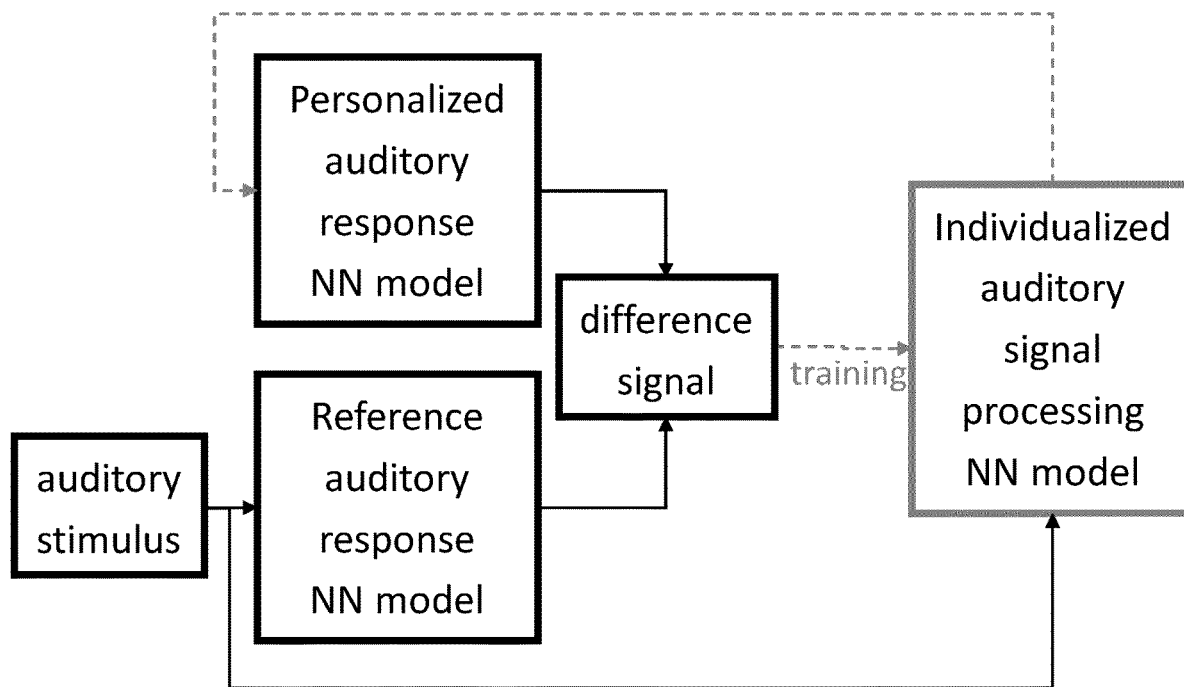 Personalized
auditory
response
NN model
difference
signal
training
Individualized
auditory
signal
processing
NN model
auditory
stimulus
Reference
auditory
response
NN model